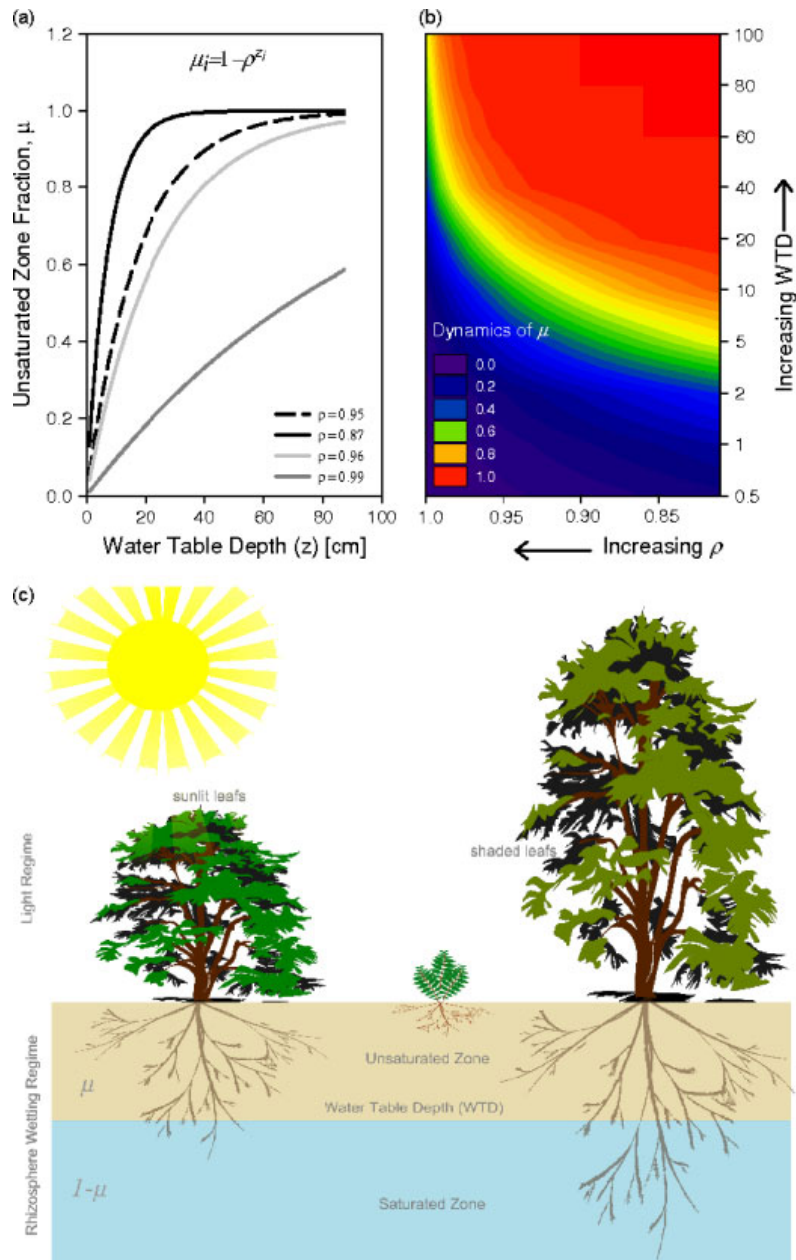 (a)
μi=1-ρ^zi
Unsaturated Zone Fraction, μ
1.2
1.0
0.8
0.6
0.4
0.2
0.0
ρ=0.95
ρ=0.87
ρ=0.96
ρ=0.99
0 20 40 60 80 100
Water Table Depth (z) [cm]
(b)
Dynamics of μ
0.0
0.2
0.4
0.6
0.8
1.0
100
80
60
40
20
10
5
2
1
0.5
Increasing WTD
1.0 0.95 0.90 0.85
Increasing ρ
(c)
sunlit leafs
shaded leafs
Light Regime
Unsaturated Zone
μ
Water Table Depth (WTD)
1-μ
Saturated Zone
Rhizosphere Wetting Regime